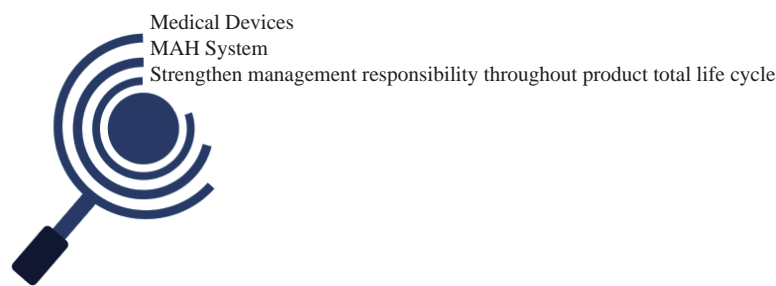 Medical Devices
MAH System
Strengthen management responsibility throughout product total life cycle